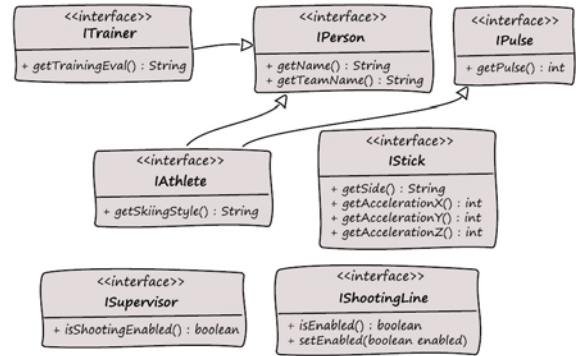 <<interface>>
ITrainer
+ getTrainingEval() : String
<<interface>>
IPerson
+ getName() : String
+ getTeamName() : String
<<interface>>
IPulse
+ getPulse() : int
<<interface>>
IAthlete
+ getSkiingStyle() : String
<<interface>>
IStick
+ getSide() : String
+ getAccelerationX() : int
+ getAccelerationY() : int
+ getAccelerationZ() : int
<<interface>>
ISupervisor
+ isShootingEnabled() : boolean
<<interface>>
IShootingLine
+ isEnabled() : boolean
+ setEnabled(boolean enabled)